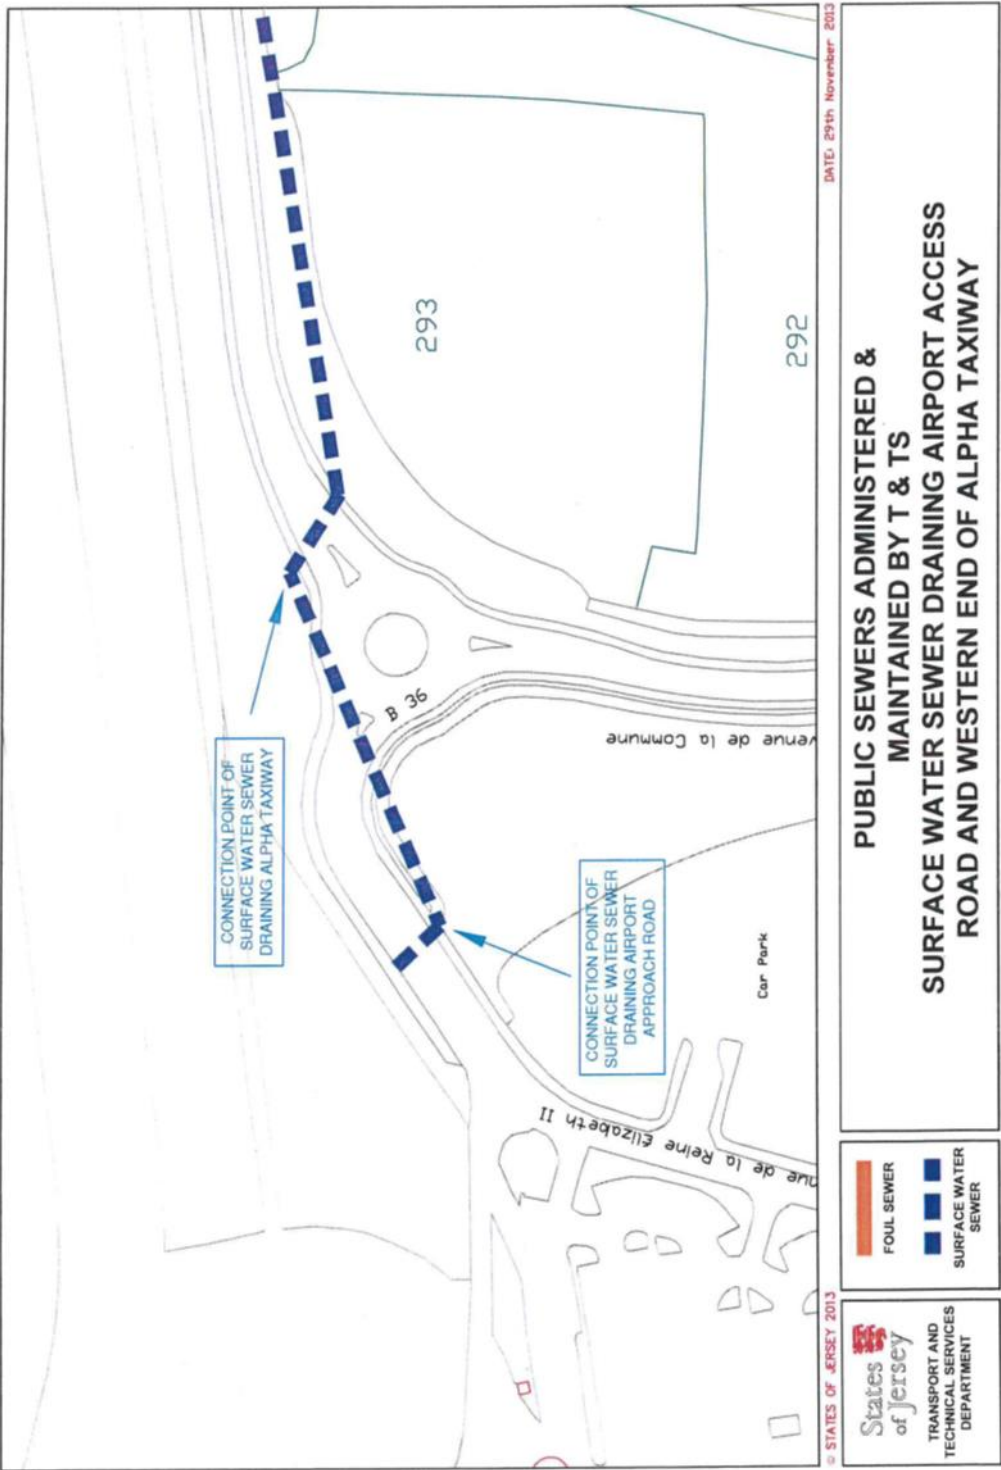 CONNECTION POINT OF
SURFACE WATER SEWER
DRAINING ALPHA TAXIWAY
CONNECTION POINT OF
SURFACE WATER SEWER
DRAINING AIRPORT
APPROACH ROAD
B 36
293
292
venue de la Commune
nue de la Reine Elizabeth II
Car Park
© STATES OF JERSEY 2013
DATE: 29th November 2013
States
of Jersey
TRANSPORT AND
TECHNICAL SERVICES
DEPARTMENT
FOUL SEWER
SURFACE WATER
SEWER
PUBLIC SEWERS ADMINISTERED &
MAINTAINED BY T & TS
SURFACE WATER SEWER DRAINING AIRPORT ACCESS
ROAD AND WESTERN END OF ALPHA TAXIWAY